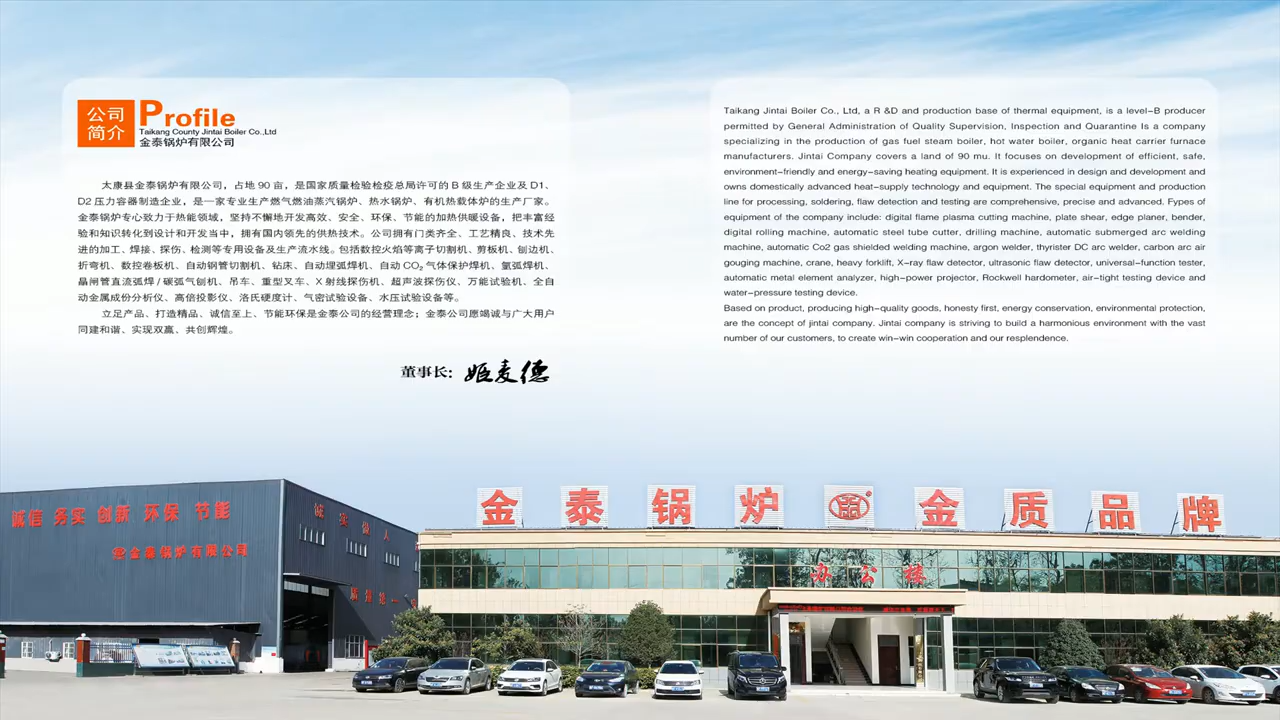 公司
简介
Profile
Taikang County Jintai Boiler Co.,Ltd
金泰锅炉有限公司
太康县金泰锅炉有限公司，占地 90 亩，是国家质量检验检疫总局许可的 B 级生产企业及 D1、
D2 压力容器制造企业，是一家专业生产燃气燃油蒸汽锅炉、热水锅炉、有机热载体炉的生产厂家。
金泰锅炉专心致力于热能领域，坚持不懈地开发高效、安全、环保、节能的加热供暖设备，把丰富经
验和知识转化到设计和开发当中，拥有国内领先的供热技术。公司拥有门类齐全、工艺精良、技术先
进的加工、焊接、探伤、检测等专用设备及生产流水线。包括数控火焰等离子切割机、剪板机、刨边机、
折弯机、数控卷板机、自动钢管切割机、钻床、自动埋弧焊机、自动 CO₂ 气体保护焊机、氩弧焊机、
晶闸管直流弧焊 / 碳弧气刨机、吊车、重型叉车、X 射线探伤机、超声波探伤仪、万能试验机、全自
动金属成份分析仪、高倍投影仪、洛氏硬度计、气密试验设备、水压试验设备等。
立足产品、打造精品、诚信至上、节能环保是金泰公司的经营理念；金泰公司愿竭诚与广大用户
同建和谐、实现双赢、共创辉煌。
董事长：姬麦德
Taikang Jintai Boiler Co., Ltd, a R &D and production base of thermal equipment, is a level-B producer
permitted by General Administration of Quality Supervision, Inspection and Quarantine Is a company
specializing in the production of gas fuel steam boiler, hot water boiler, organic heat carrier furnace
manufacturers. Jintai Company covers a land of 90 mu. It focuses on development of efficient, safe,
environment-friendly and energy-saving heating equipment. It is experienced in design and development and
owns domestically advanced heat-supply technology and equipment. The special equipment and production
line for processing, soldering, flaw detection and testing are comprehensive, precise and advanced. Types of
equipment of the company include: digital flame plasma cutting machine, plate shear, edge planer, bender,
digital rolling machine, automatic steel tube cutter, drilling machine, automatic submerged arc welding
machine, automatic Co2 gas shielded welding machine, argon welder, thyrister DC arc welder, carbon arc air
gouging machine, crane, heavy forklift, X-ray flaw detector, ultrasonic flaw detector, universal-function tester,
automatic metal element analyzer, high-power projector, Rockwell hardometer, air-tight testing device and
water-pressure testing device.
Based on product, producing high-quality goods, honesty first, energy conservation, environmental protection,
are the concept of jintai company. Jintai company is striving to build a harmonious environment with the vast
number of our customers, to create win-win cooperation and our resplendence.
金泰锅炉 ® 金质品牌
诚信 务实 创新 环保 节能
金泰锅炉有限公司
办公楼